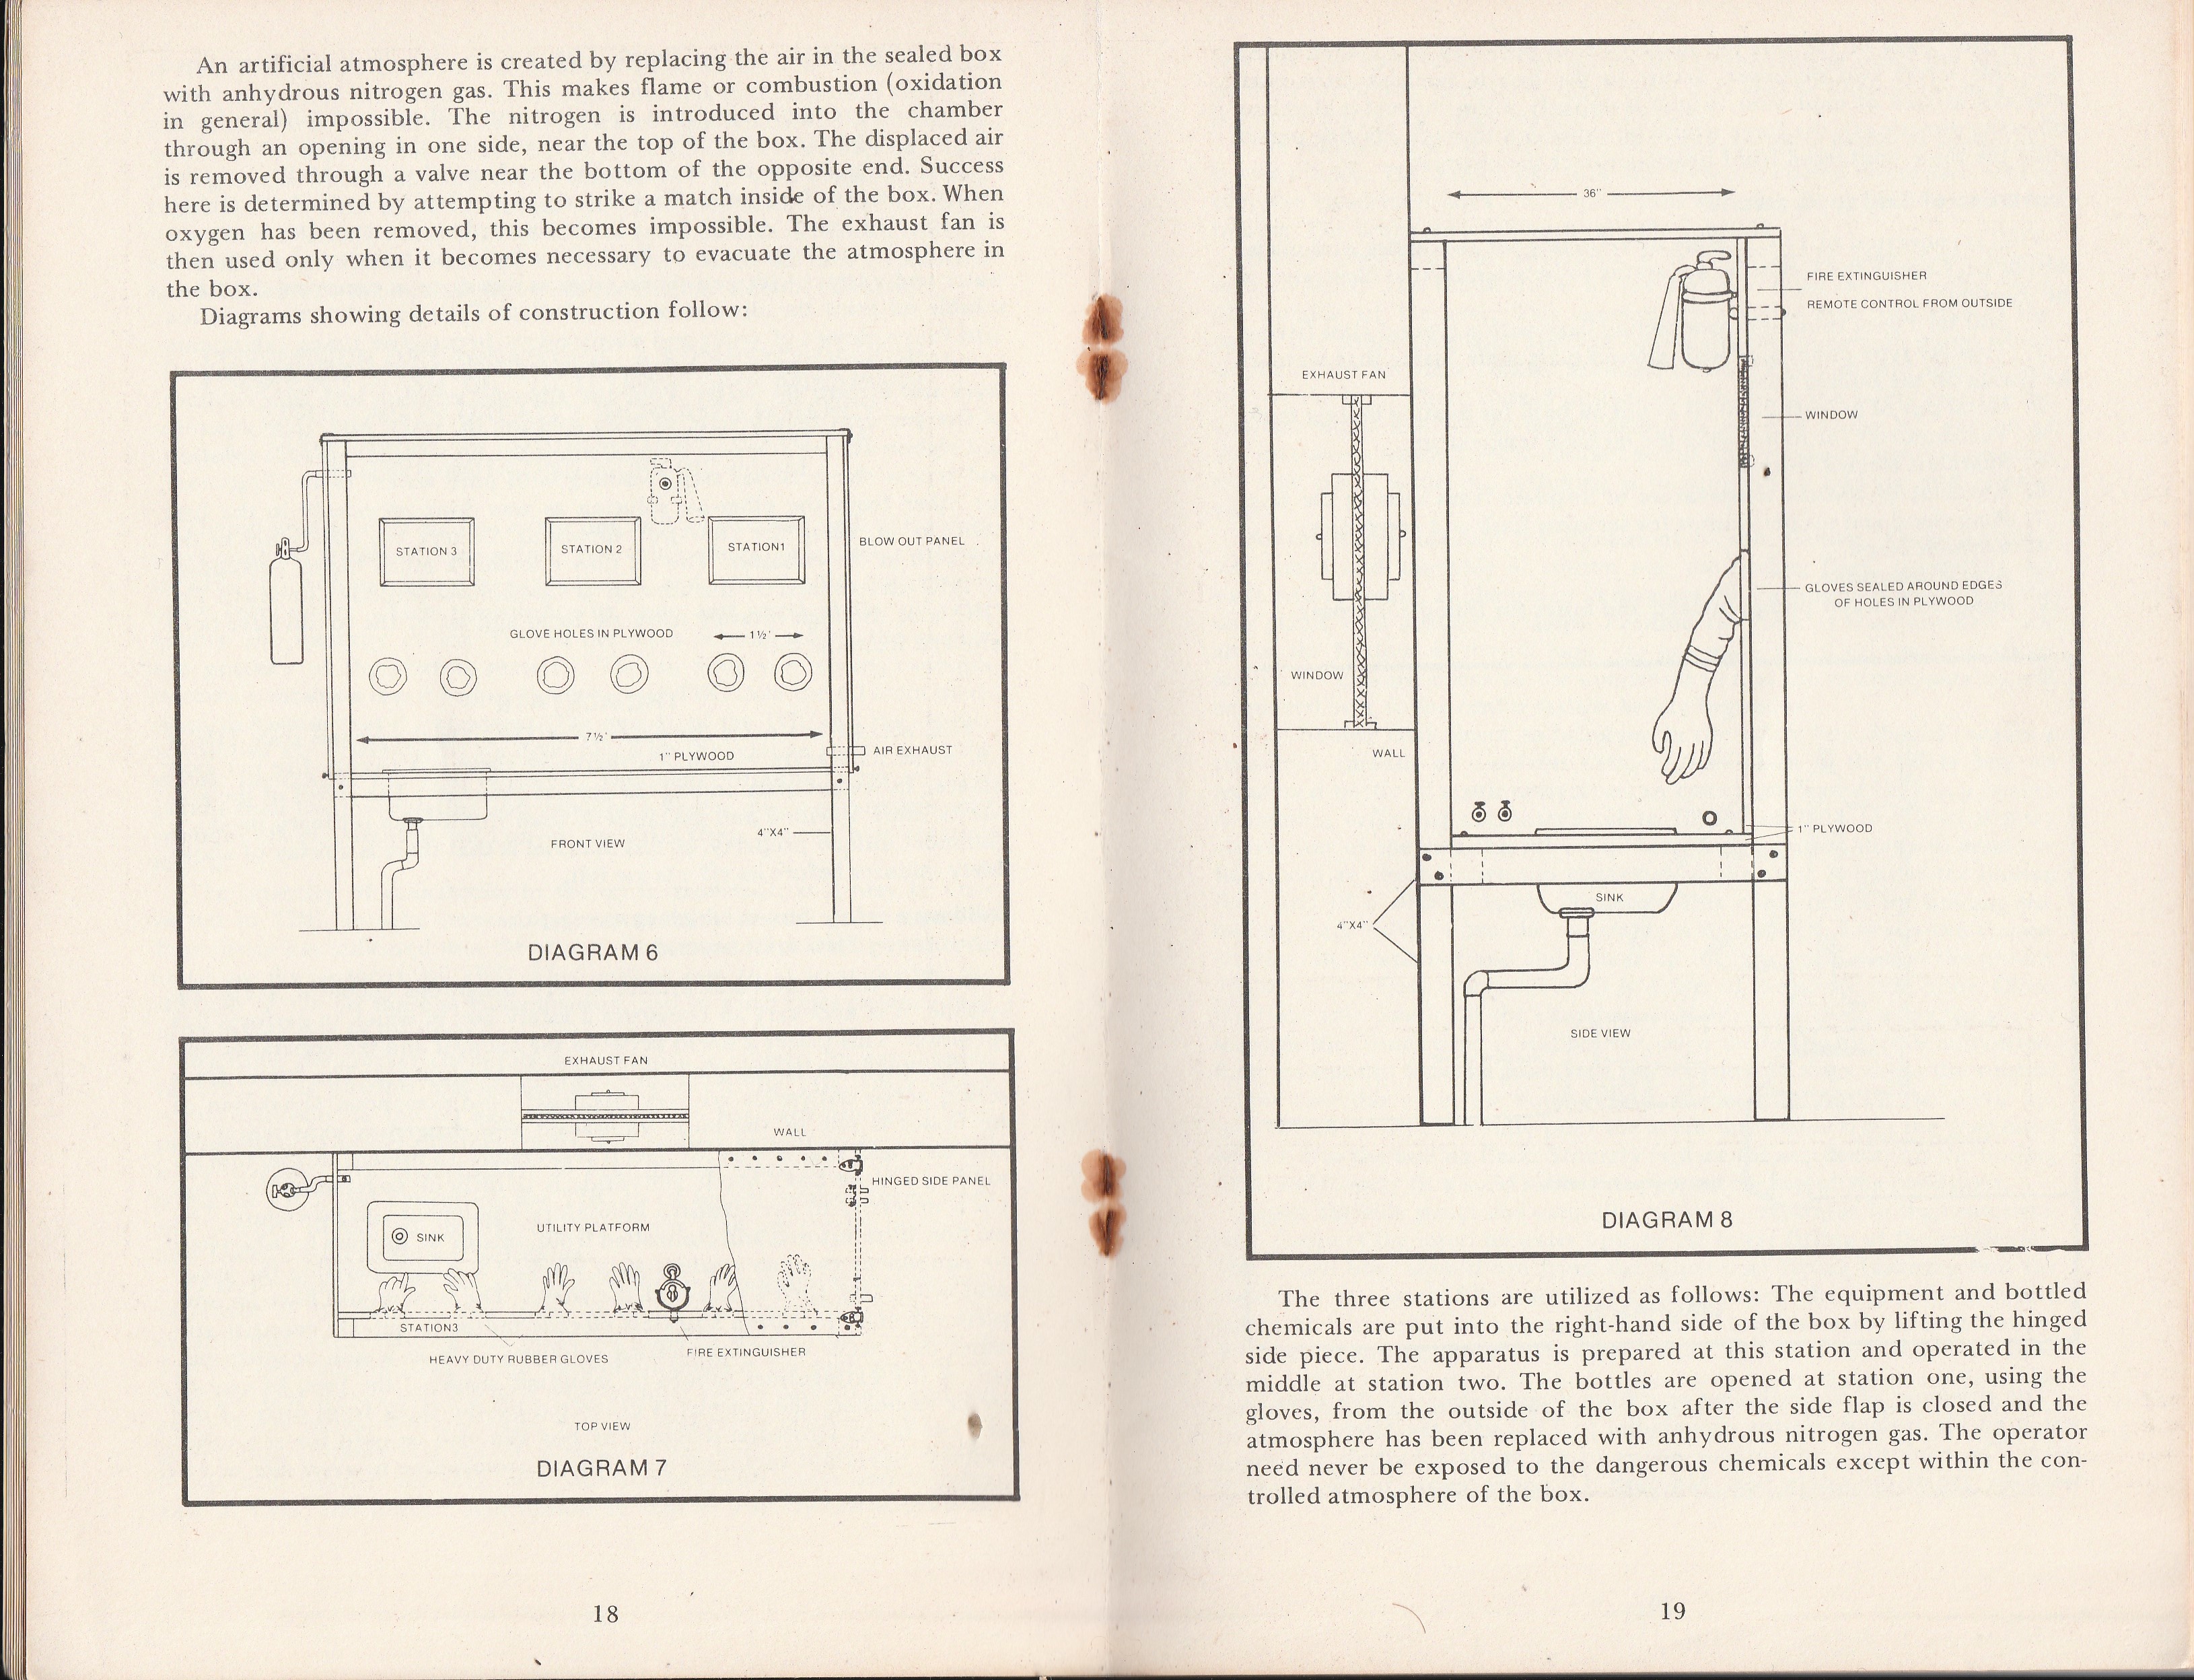 An artificial atmosphere is created by replacing the air in the sealed box
with anhydrous nitrogen gas. This makes flame or combustion (oxidation
in general) impossible. The nitrogen is introduced into the chamber
through an opening in one side, near the top of the box. The displaced air
is removed through a valve near the bottom of the opposite end. Success
here is determined by attempting to strike a match inside of the box. When
oxygen has been removed, this becomes impossible. The exhaust fan is
then used only when it becomes necessary to evacuate the atmosphere in
the box.
Diagrams showing details of construction follow:
STATION 3
STATION 2
STATION1
BLOW OUT PANEL
GLOVE HOLES IN PLYWOOD
1½'
7½'
1" PLYWOOD
AIR EXHAUST
4"X4"
FRONT VIEW
DIAGRAM 6
EXHAUST FAN
WALL
HINGED SIDE PANEL
UTILITY PLATFORM
SINK
STATION3
HEAVY DUTY RUBBER GLOVES
FIRE EXTINGUISHER
TOP VIEW
DIAGRAM 7
18
36"
FIRE EXTINGUISHER
REMOTE CONTROL FROM OUTSIDE
EXHAUST FAN
WINDOW
GLOVES SEALED AROUND EDGES
OF HOLES IN PLYWOOD
WINDOW
WALL
1" PLYWOOD
SINK
4"X4"
SIDE VIEW
DIAGRAM 8
The three stations are utilized as follows: The equipment and bottled
chemicals are put into the right-hand side of the box by lifting the hinged
side piece. The apparatus is prepared at this station and operated in the
middle at station two. The bottles are opened at station one, using the
gloves, from the outside of the box after the side flap is closed and the
atmosphere has been replaced with anhydrous nitrogen gas. The operator
need never be exposed to the dangerous chemicals except within the con-
trolled atmosphere of the box.
19